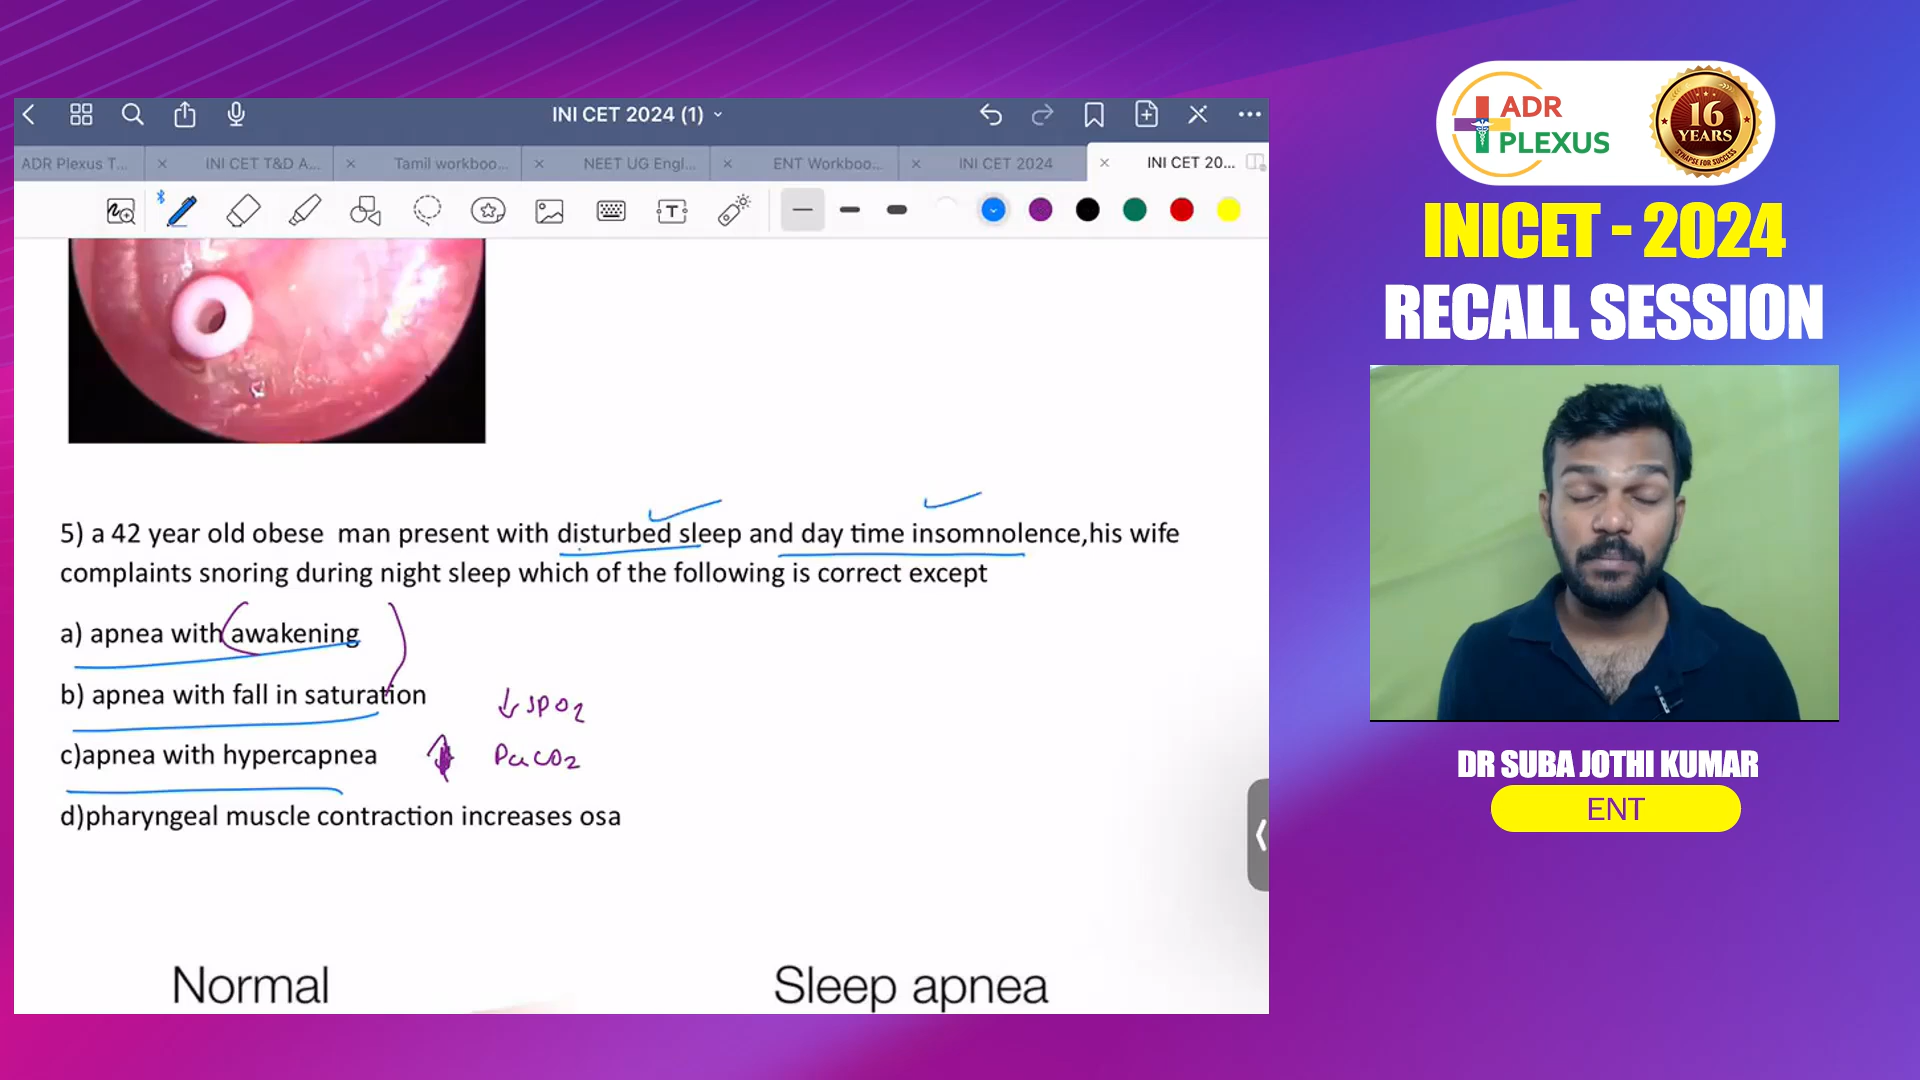 INI CET 2024 (1)
ADR Plexus T...
INI CET T&D A...
Tamil workboo...
NEET UG Engl...
ENT Workboo...
INI CET 2024
INI CET 20...
5) a 42 year old obese man present with disturbed sleep and day time insomnolence,his wife
complaints snoring during night sleep which of the following is correct except
a) apnea with awakening
b) apnea with fall in saturation
↓ SPO2
c)apnea with hypercapnea
↑ PaCO2
d)pharyngeal muscle contraction increases osa
Normal
Sleep apnea
ADR
PLEXUS
16
YEARS
SYNAPSE FOR SUCCESS
INICET - 2024
RECALL SESSION
DR SUBA JOTHI KUMAR
ENT